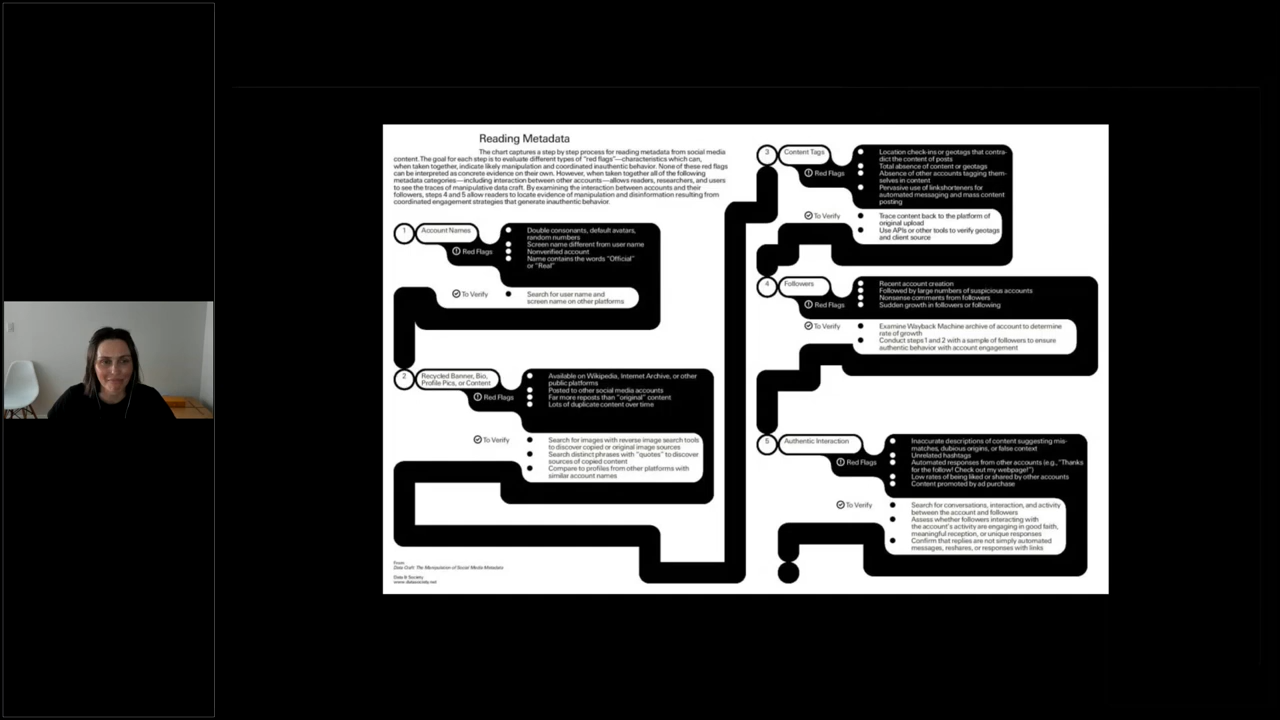 Reading Metadata
The chart captures a step by step process for reading metadata from social media
content. The goal for each step is to evaluate different types of "red flags"—characteristics which can,
when taken together, indicate likely manipulation and coordinated inauthentic behavior. None of these red flags
can be interpreted as concrete evidence on their own. However, when taken together all of the following
metadata categories—including interaction between other accounts—allows readers, researchers, and users
to see the traces of manipulative data craft. By examining the interaction between accounts and their
followers, steps 4 and 5 allow readers to locate evidence of manipulation and disinformation resulting from
coordinated engagement strategies that generate inauthentic behavior.
1
Account Names
Red Flags
Double consonants, default avatars,
random numbers
Screen name different from user name
Nonverified account
Name contains the words "Official"
or "Real"
To Verify
Search for user name and
screen name on other platforms
2
Recycled Banner, Bio,
Profile Pics, or Content
Red Flags
Available on Wikipedia, Internet Archive, or other
public platforms
Posted to other social media accounts
Far more reposts than "original" content
Lots of duplicate content over time
To Verify
Search for images with reverse image search tools
to discover copied or original image sources
Search distinct phrases with "quotes" to discover
sources of copied content
Compare to profiles from other platforms with
similar account names
From
Data Craft: The Manipulation of Social Media Metadata
Data & Society
www.datasociety.net
3
Content Tags
Red Flags
Location check-ins or geotags that contra-
dict the content of posts
Total absence of content or geotags
Absence of other accounts tagging them-
selves in content
Pervasive use of linkshorteners for
automated messaging and mass content
posting
To Verify
Trace content back to the platform of
original upload
Use APIs or other tools to verify geotags
and client source
4
Followers
Red Flags
Recent account creation
Followed by large numbers of suspicious accounts
Nonsense comments from followers
Sudden growth in followers or following
To Verify
Examine Wayback Machine archive of account to determine
rate of growth
Conduct steps 1 and 2 with a sample of followers to ensure
authentic behavior with account engagement
5
Authentic Interaction
Red Flags
Inaccurate descriptions of content suggesting mis-
matches, dubious origins, or false context
Unrelated hashtags
Automated responses from other accounts (e.g., "Thanks
for the follow! Check out my webpage!")
Low rates of being liked or shared by other accounts
Content promoted by ad purchase
To Verify
Search for conversations, interaction, and activity
between the account and followers
Assess whether followers interacting with
the account's activity are engaging in good faith,
meaningful reception, or unique responses
Confirm that replies are not simply automated
messages, reshares, or responses with links